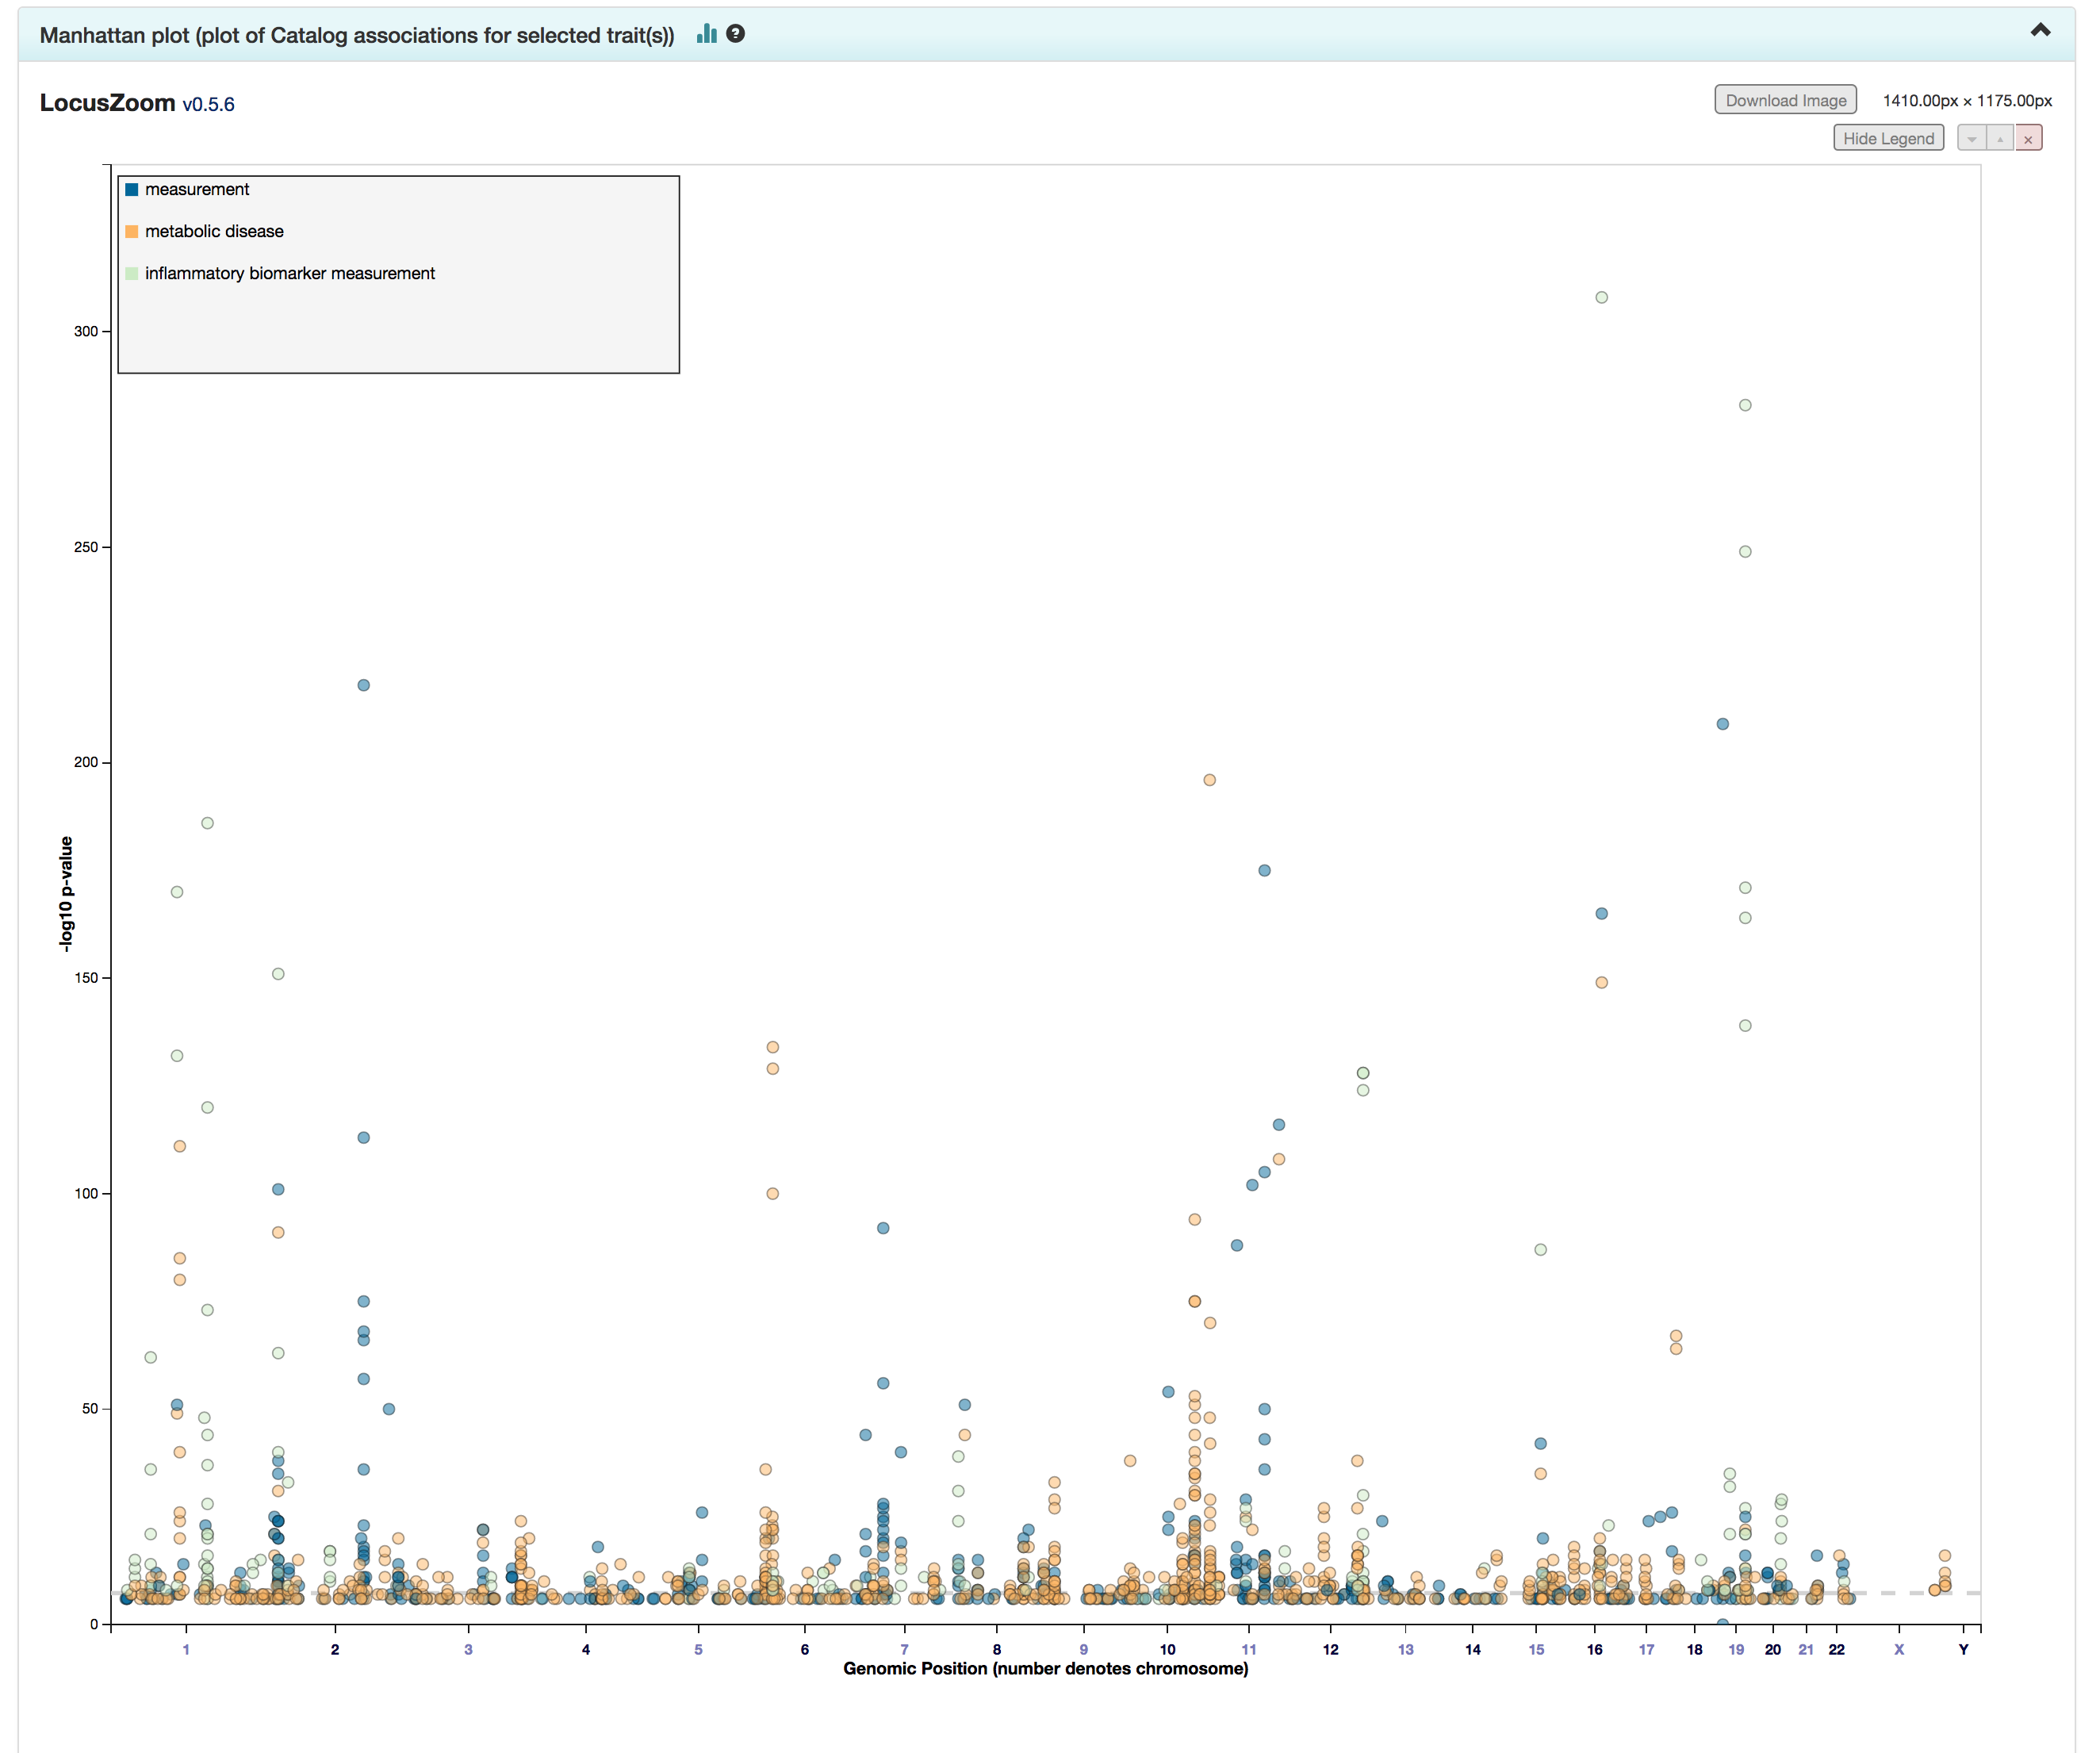 Manhattan plot (plot of Catalog associations for selected trait(s)) ?
LocusZoom v0.5.6
Download Image 1410.00px × 1175.00px
Hide Legend ▼ ▲ ×
measurement
metabolic disease
inflammatory biomarker measurement
300
250
200
150
100
50
0
-log10 p-value
1 2 3 4 5 6 7 8 9 10 11 12 13 14 15 16 17 18 19 20 21 22 X Y
Genomic Position (number denotes chromosome)